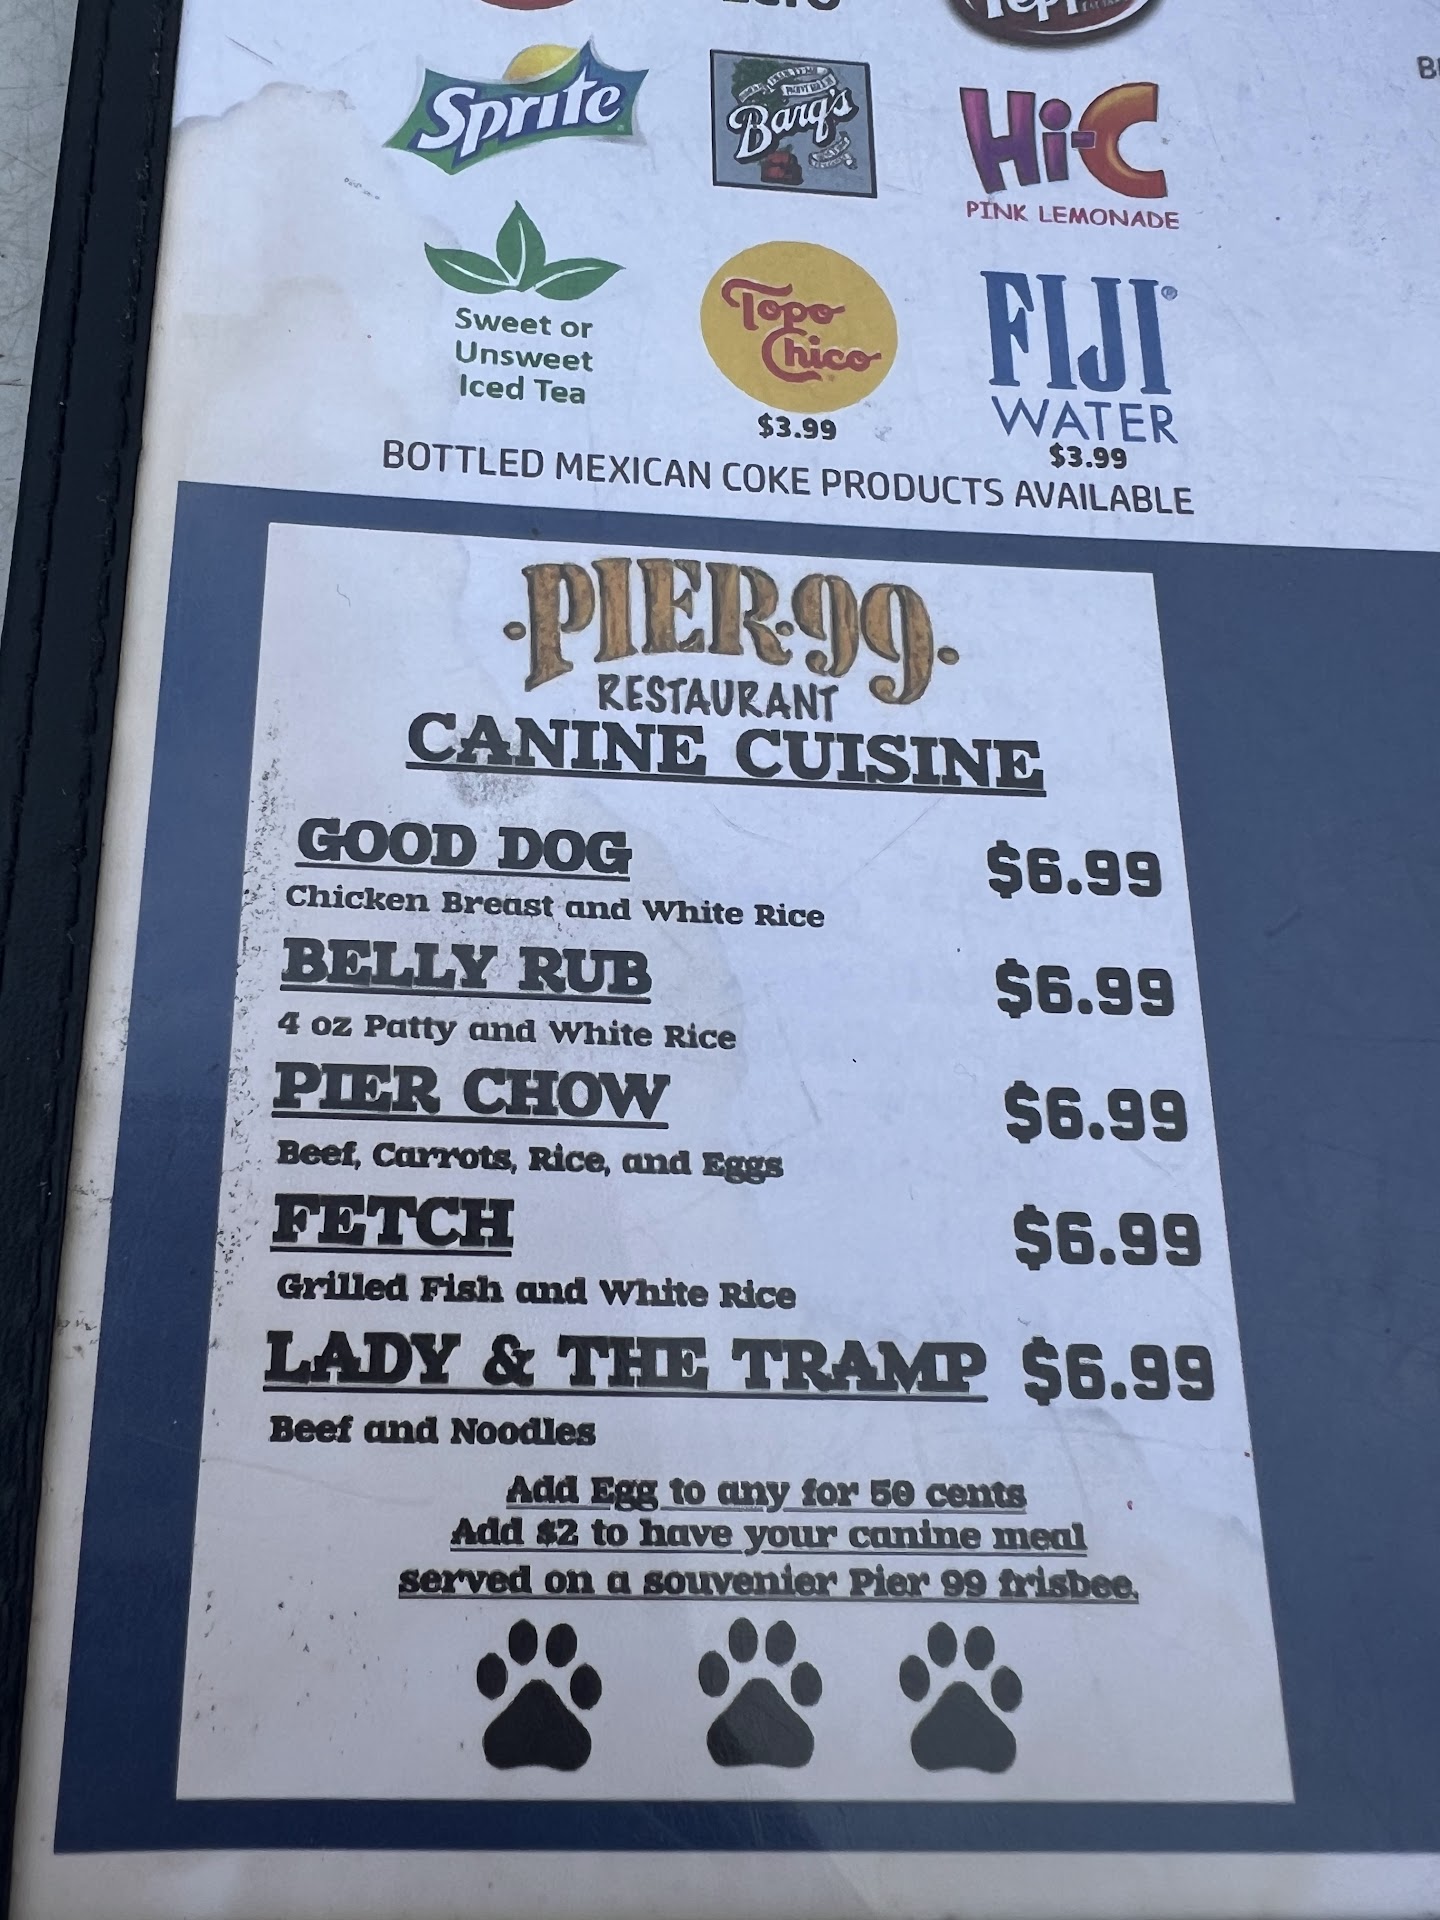 Sprite
Barq's
Hi-C
PINK LEMONADE
Sweet or
Unsweet
Iced Tea
Topo
Chico
$3.99
FIJI®
WATER
$3.99
BOTTLED MEXICAN COKE PRODUCTS AVAILABLE
·PIER·99·
RESTAURANT
CANINE CUISINE
GOOD DOG $6.99
Chicken Breast and White Rice
BELLY RUB $6.99
4 oz Patty and White Rice
PIER CHOW $6.99
Beef, Carrots, Rice, and Eggs
FETCH $6.99
Grilled Fish and White Rice
LADY & THE TRAMP $6.99
Beef and Noodles
Add Egg to any for 50 cents
Add $2 to have your canine meal
served on a souvenier Pier 99 frisbee.